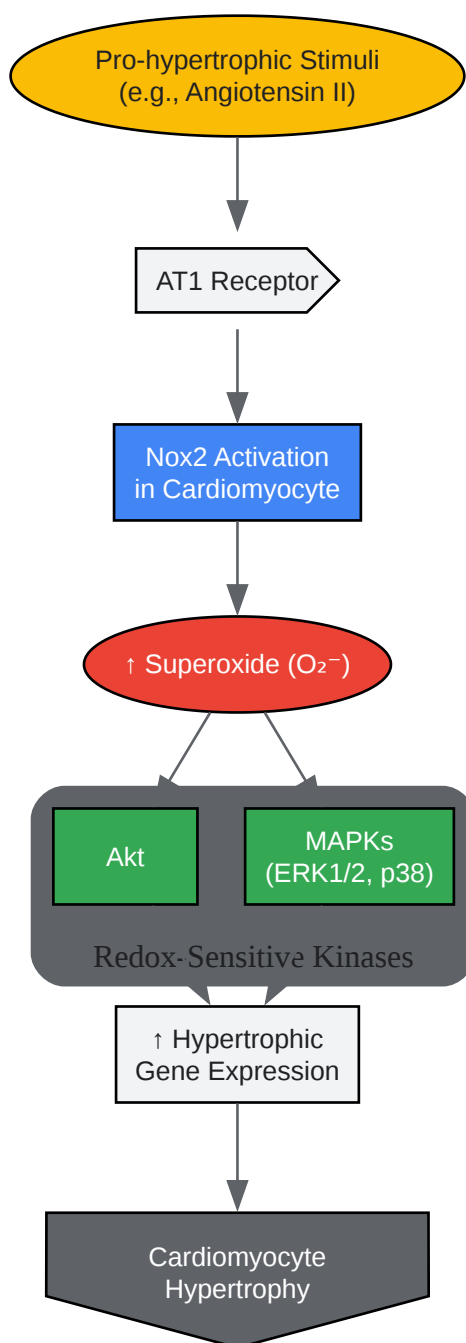 Pro-hypertrophic Stimuli
(e.g., Angiotensin II)
AT1 Receptor
Nox2 Activation
in Cardiomyocyte
↑ Superoxide (O₂⁻)
Akt
MAPKs
(ERK1/2, p38)
Redox-Sensitive Kinases
↑ Hypertrophic
Gene Expression
Cardiomyocyte
Hypertrophy